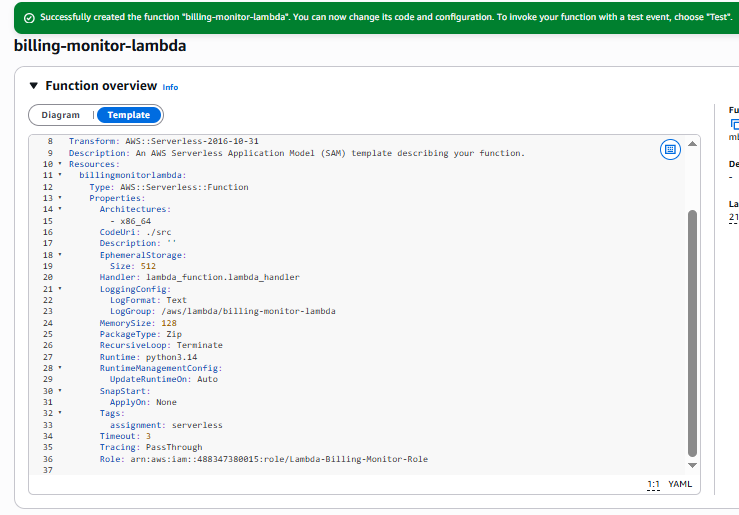 Successfully created the function "billing-monitor-lambda". You can now change its code and configuration. To invoke your function with a test event, choose "Test".
billing-monitor-lambda
Function overview Info
Diagram | Template
8 Transform: AWS::Serverless-2016-10-31
9 Description: An AWS Serverless Application Model (SAM) template describing your function.
10 Resources:
11 billingmonitorlambda:
12 Type: AWS::Serverless::Function
13 Properties:
14 Architectures:
15 - x86_64
16 CodeUri: ./src
17 Description: ''
18 EphemeralStorage:
19 Size: 512
20 Handler: lambda_function.lambda_handler
21 LoggingConfig:
22 LogFormat: Text
23 LogGroup: /aws/lambda/billing-monitor-lambda
24 MemorySize: 128
25 PackageType: Zip
26 RecursiveLoop: Terminate
27 Runtime: python3.14
28 RuntimeManagementConfig:
29 UpdateRuntimeOn: Auto
30 SnapStart:
31 ApplyOn: None
32 Tags:
33 assignment: serverless
34 Timeout: 3
35 Tracing: PassThrough
36 Role: arn:aws:iam::488347380015:role/Lambda-Billing-Monitor-Role
37
1:1 YAML
Fu
De
-
La
21